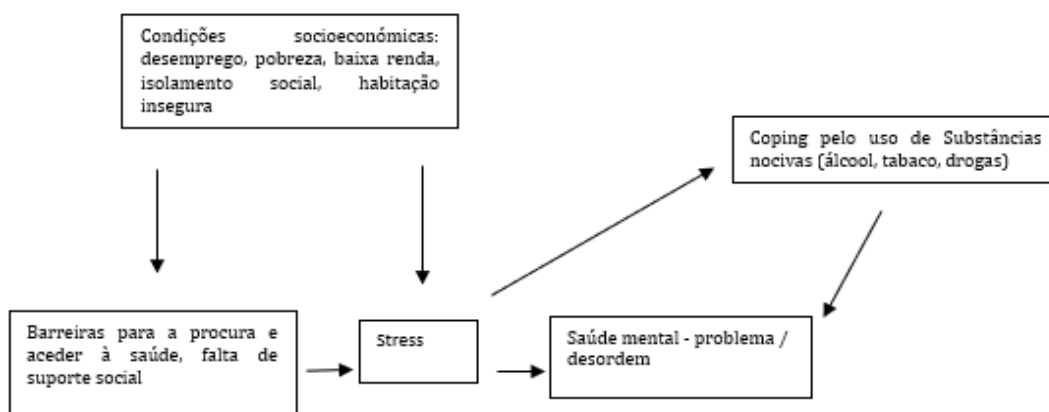 Condições socioeconómicas:
desemprego, pobreza, baixa renda,
isolamento social, habitação
insegura
Coping pelo uso de Substâncias
nocivas (álcool, tabaco, drogas)
Barreiras para a procura e
aceder à saúde, falta de
suporte social
Stress
Saúde mental - problema /
desordem